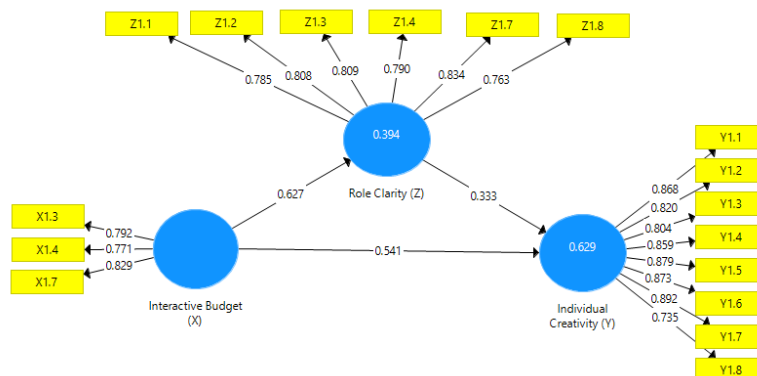 Z1.1
Z1.2
Z1.3
Z1.4
Z1.7
Z1.8
0.785
0.808
0.809
0.790
0.834
0.763
0.394
Role Clarity (Z)
0.627
0.333
X1.3
X1.4
X1.7
0.792
0.771
0.829
Interactive Budget
(X)
0.541
0.629
Individual
Creativity (Y)
0.868
0.820
0.804
0.859
0.879
0.873
0.892
0.735
Y1.1
Y1.2
Y1.3
Y1.4
Y1.5
Y1.6
Y1.7
Y1.8